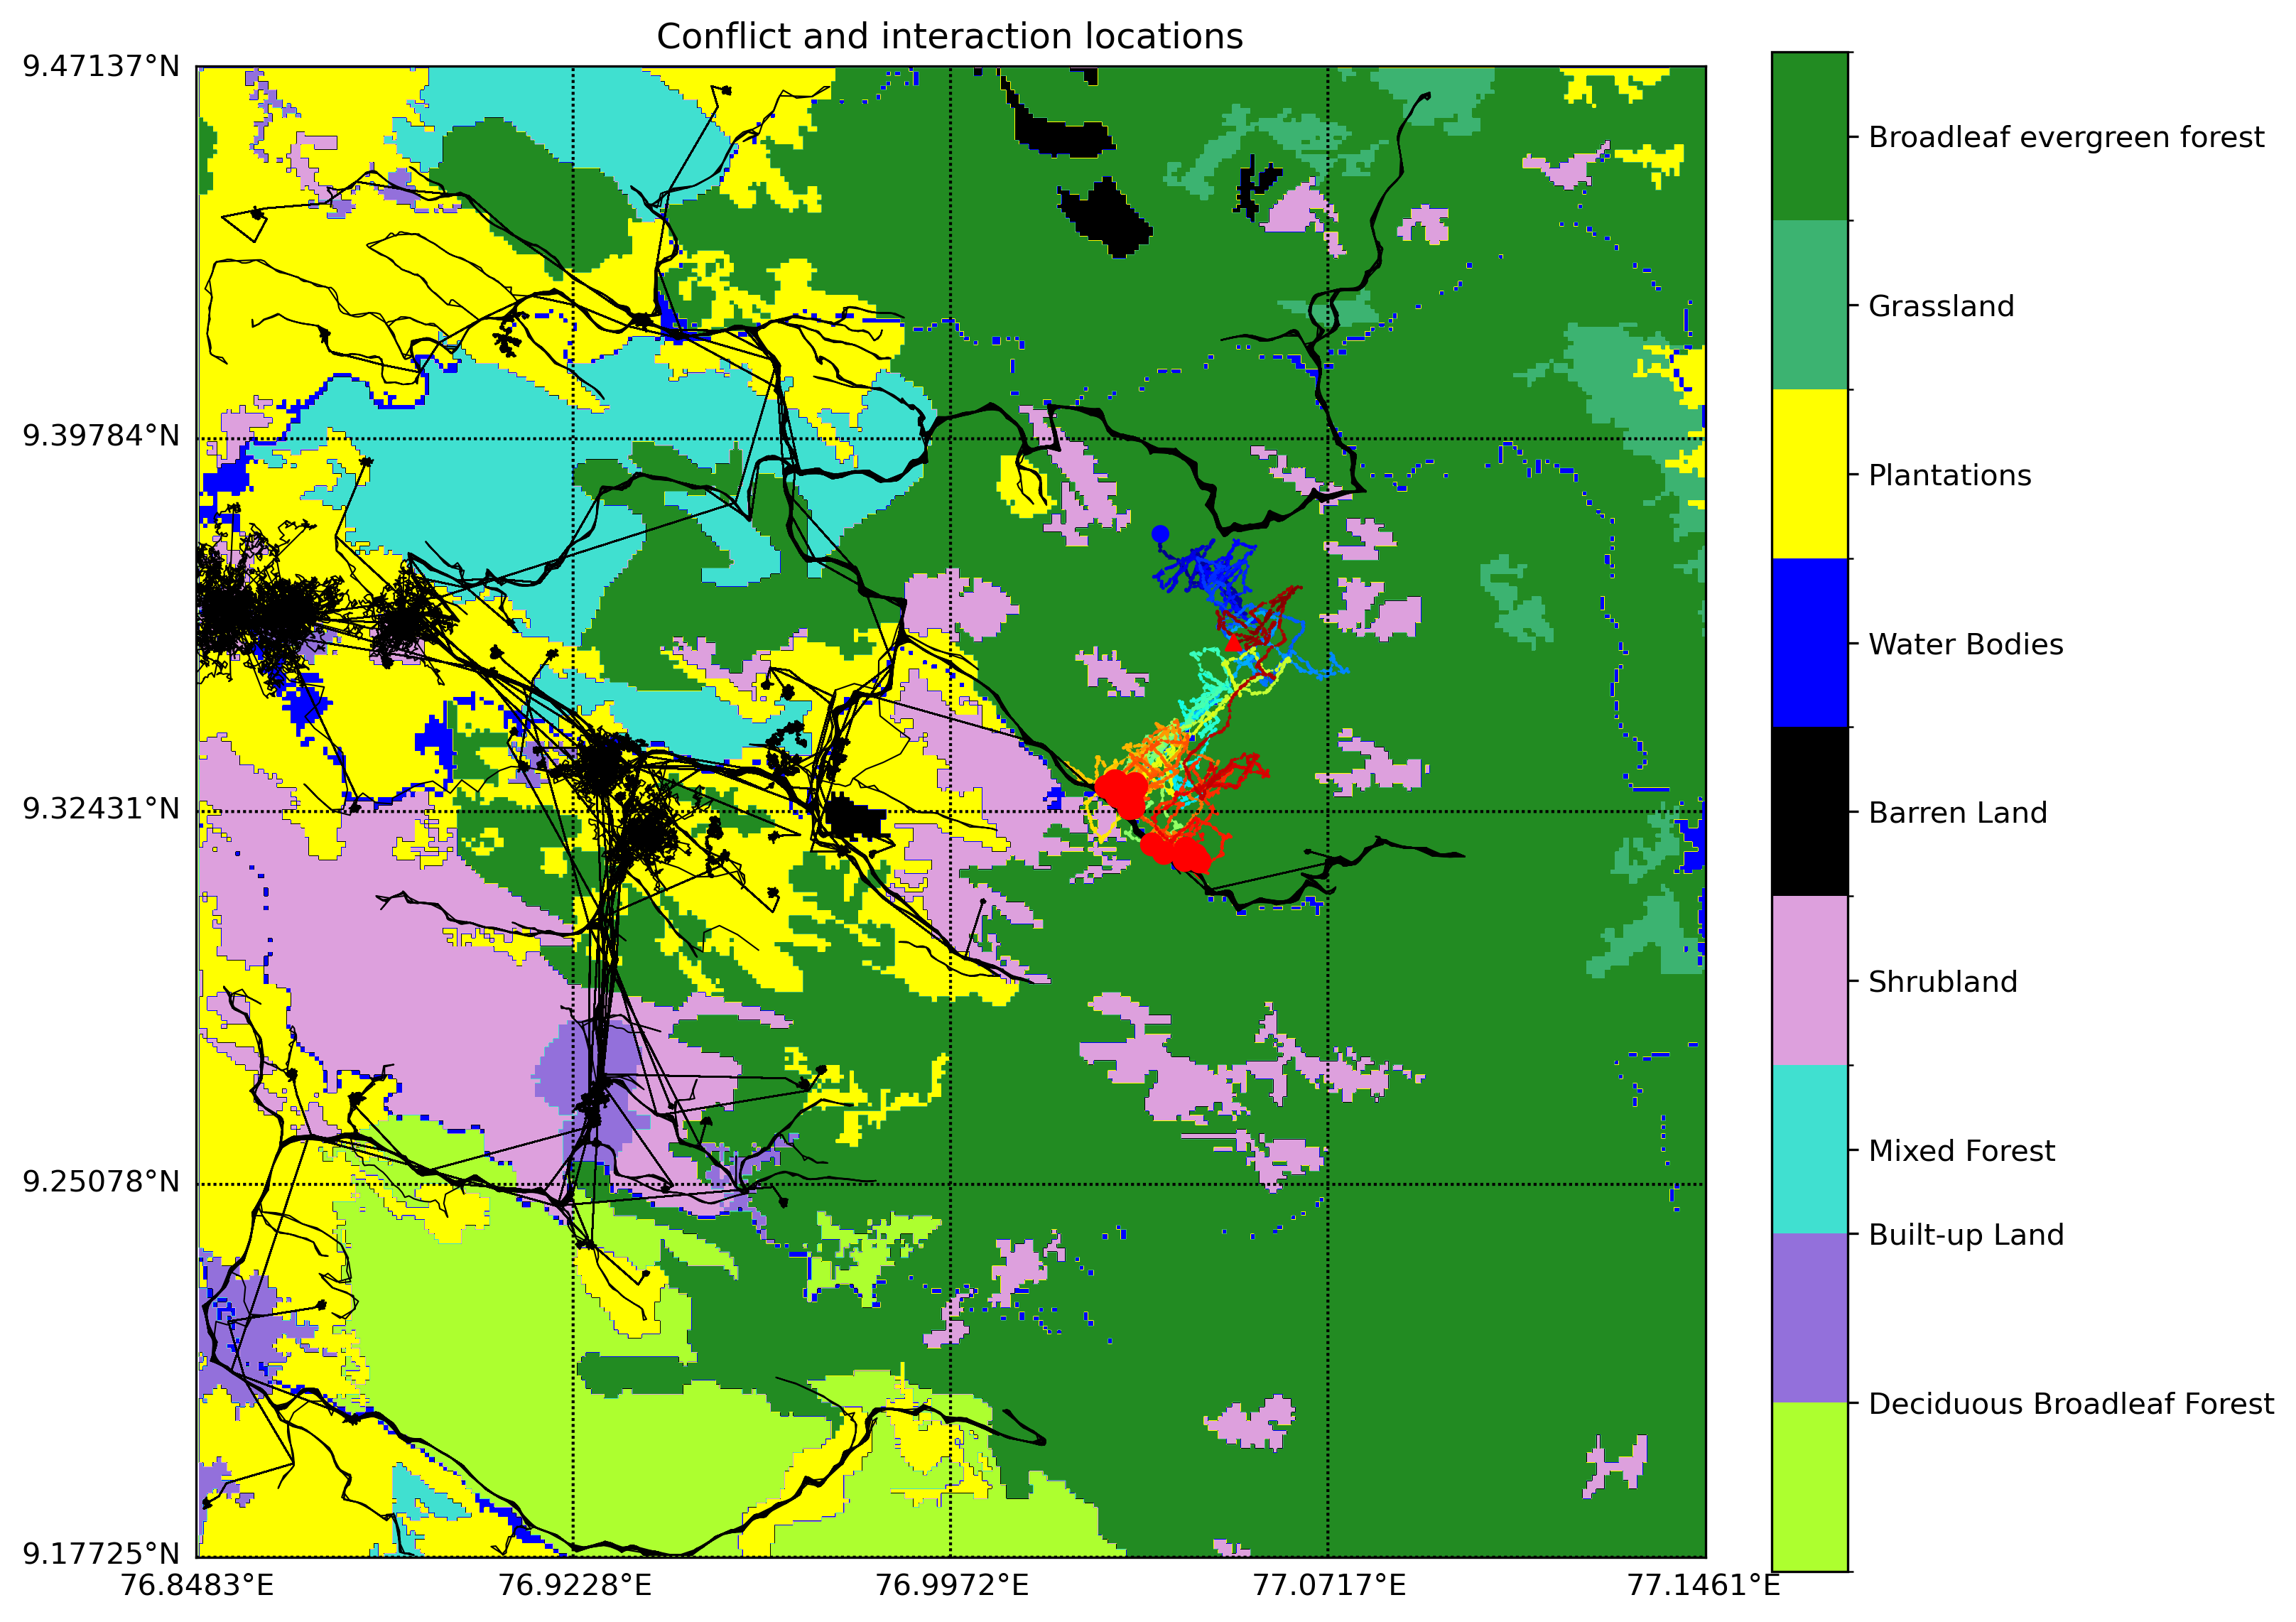 Conflict and interaction locations
9.47137°N
9.39784°N
9.32431°N
9.25078°N
9.17725°N
76.8483°E
76.9228°E
76.9972°E
77.0717°E
77.1461°E
Broadleaf evergreen forest
Grassland
Plantations
Water Bodies
Barren Land
Shrubland
Mixed Forest
Built-up Land
Deciduous Broadleaf Forest